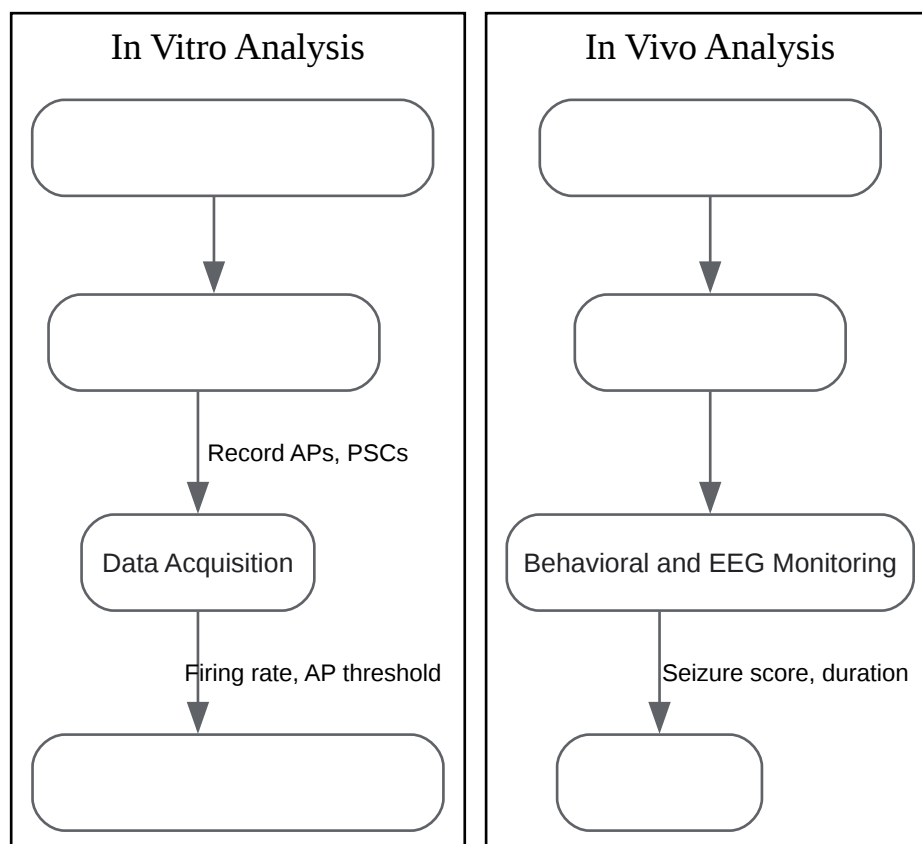 In Vitro Analysis
Record APs, PSCs
Data Acquisition
Firing rate, AP threshold
In Vivo Analysis
Behavioral and EEG Monitoring
Seizure score, duration